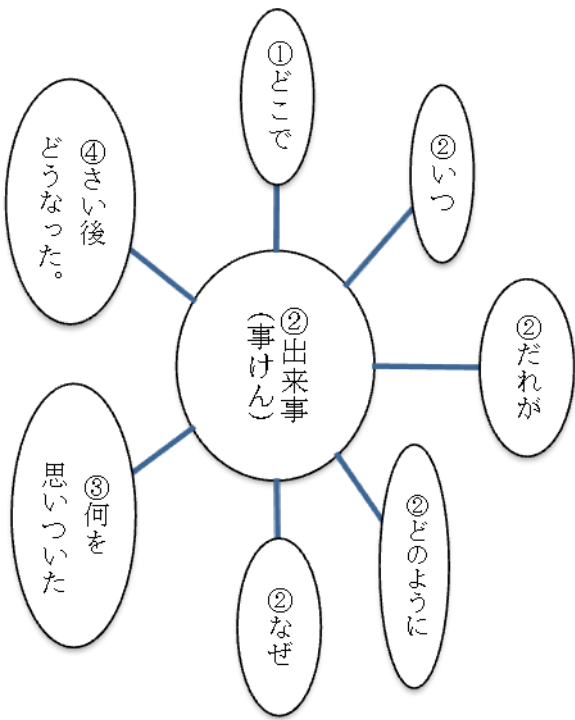 ①どこで
②いつ
②だれが
②どのように
②なぜ
③何を
思いついた
④さい後
どうなった。
②出来事
(事けん)